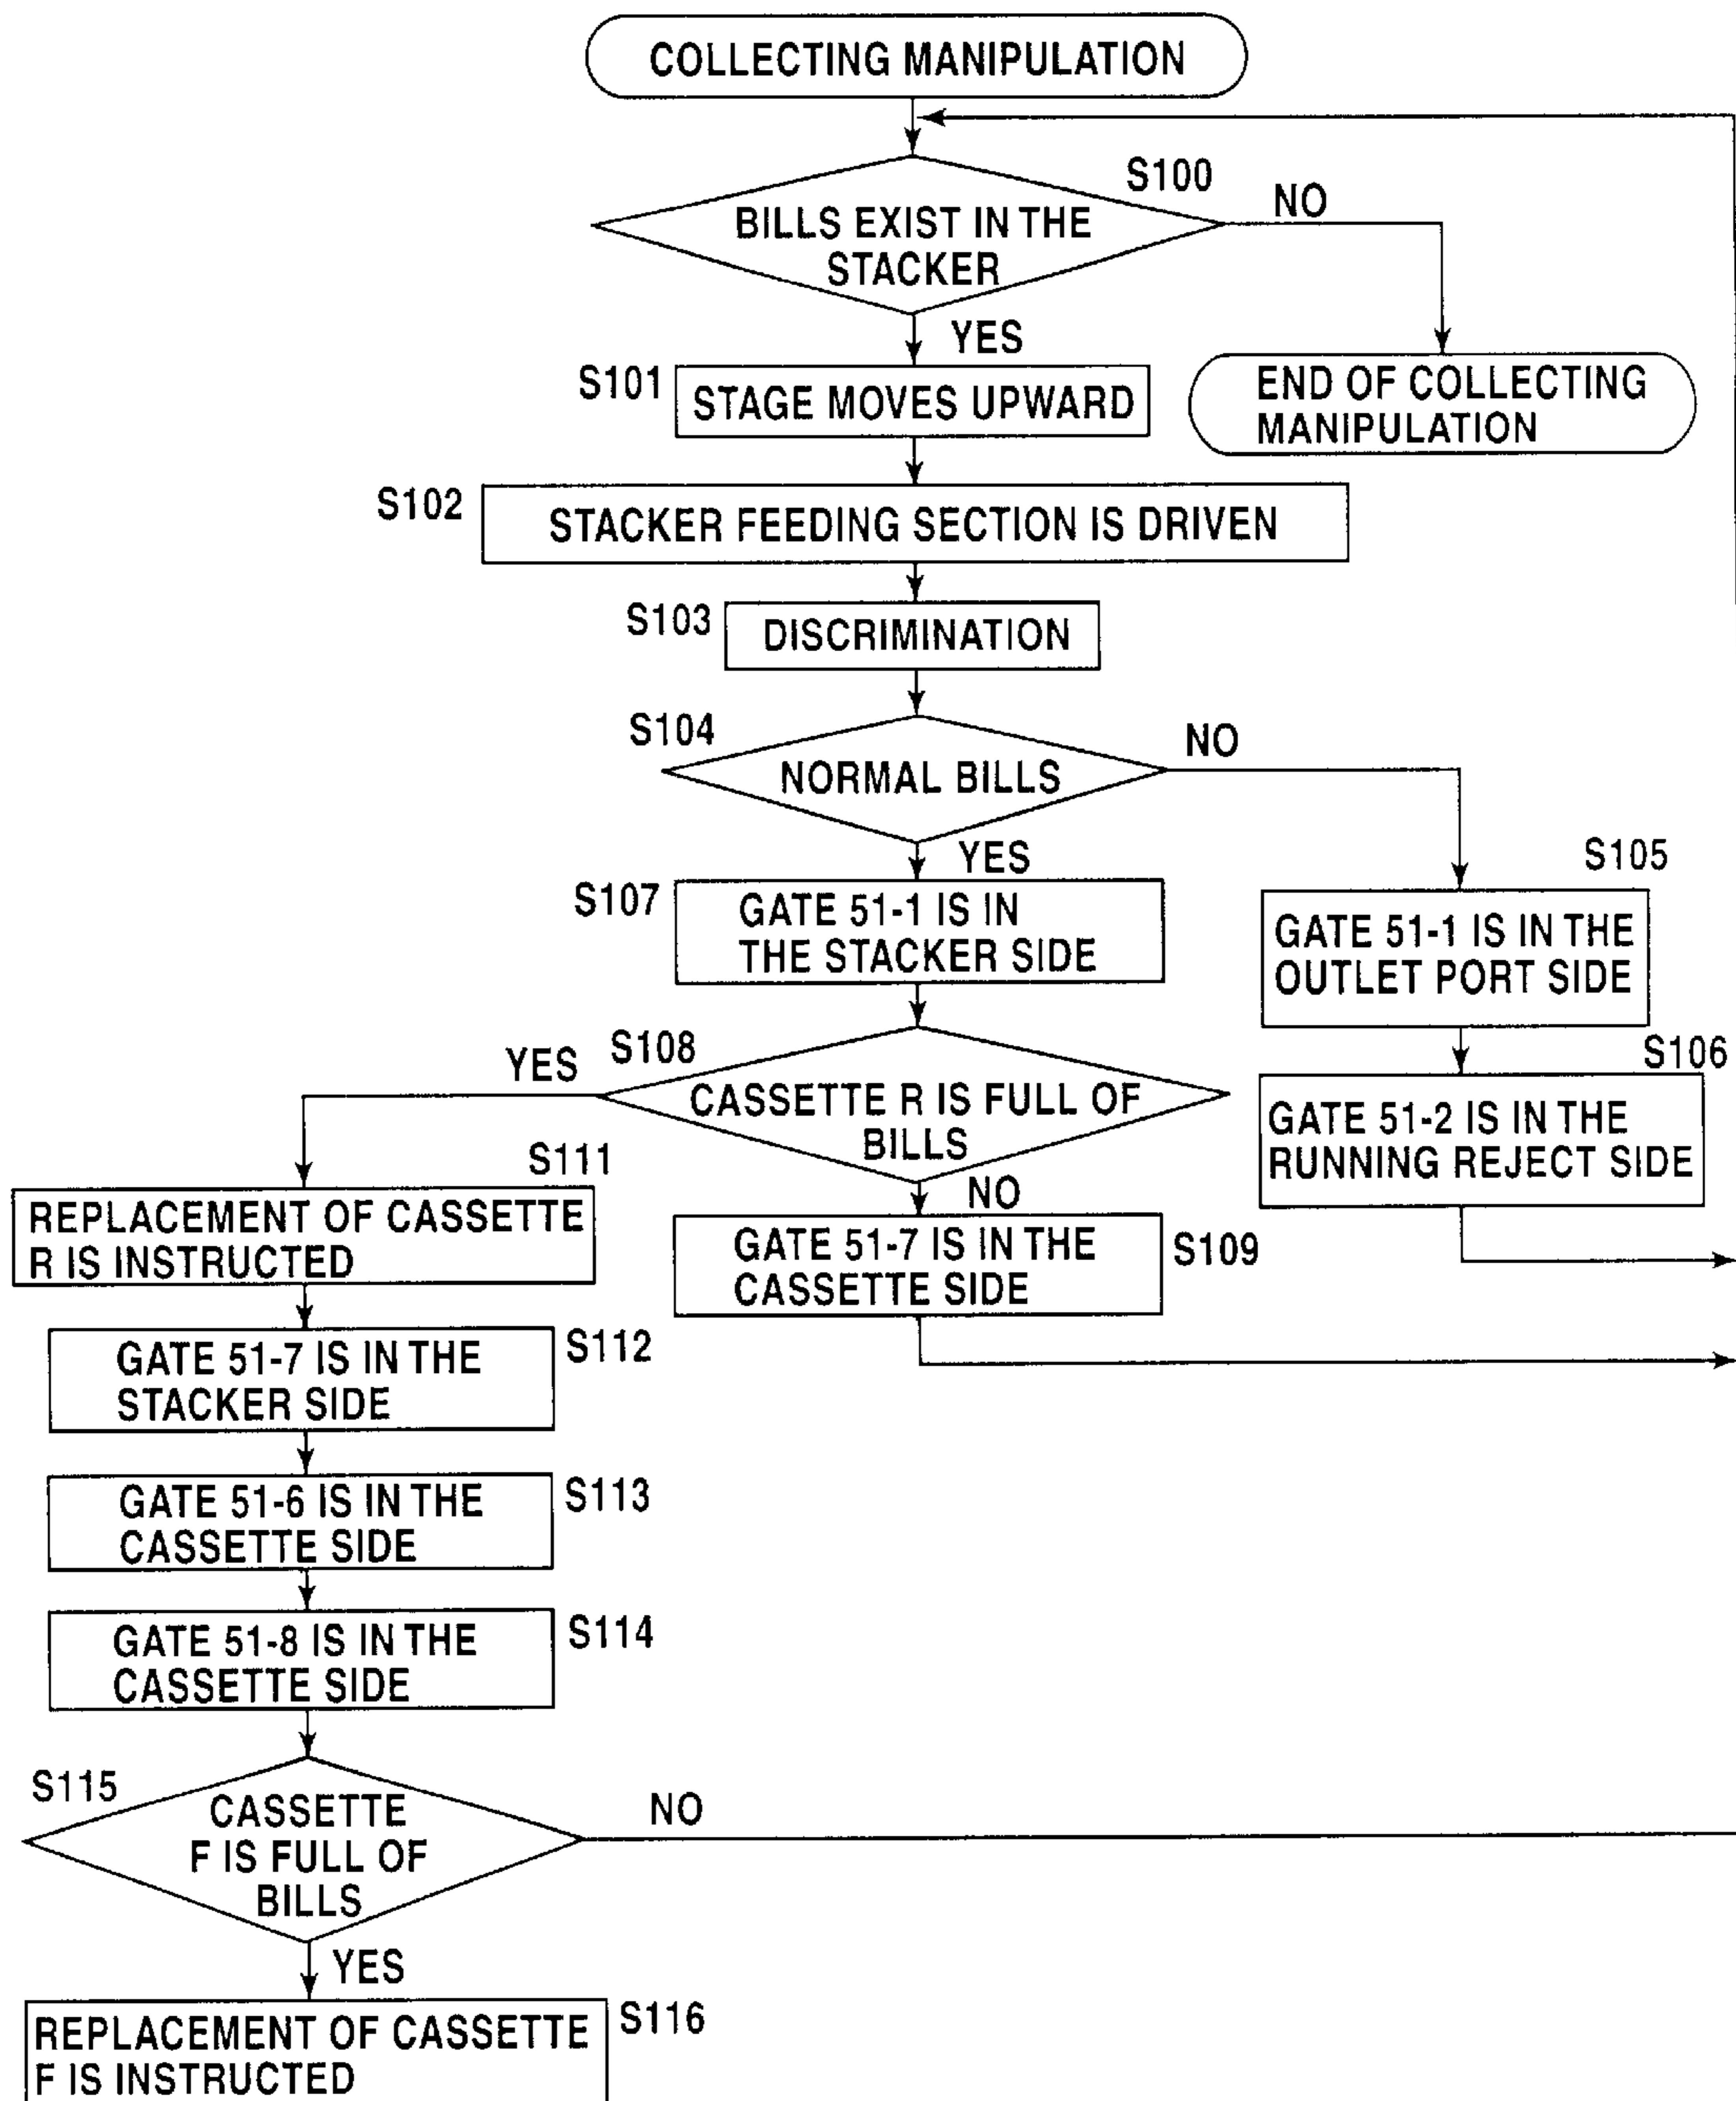 COLLECTING MANIPULATION
S100
NO
BILLS EXIST IN THE
STACKER
YES
S101
STAGE MOVES UPWARD
END OF COLLECTING
MANIPULATION
S102
STACKER FEEDING SECTION IS DRIVEN
S103
DISCRIMINATION
S104
NO
NORMAL BILLS
YES
S105
S107
GATE 51-1 IS IN
THE STACKER SIDE
GATE 51-1 IS IN THE
OUTLET PORT SIDE
S108
YES
S106
CASSETTE R IS FULL OF
BILLS
GATE 51-2 IS IN THE
RUNNING REJECT SIDE
S111
NO
REPLACEMENT OF CASSETTE
R IS INSTRUCTED
GATE 51-7 IS IN THE
CASSETTE SIDE
S109
GATE 51-7 IS IN THE
STACKER SIDE
S112
GATE 51-6 IS IN THE
CASSETTE SIDE
S113
GATE 51-8 IS IN THE
CASSETTE SIDE
S114
S115
CASSETTE
F IS FULL OF
BILLS
NO
YES
REPLACEMENT OF CASSETTE
F IS INSTRUCTED
S116